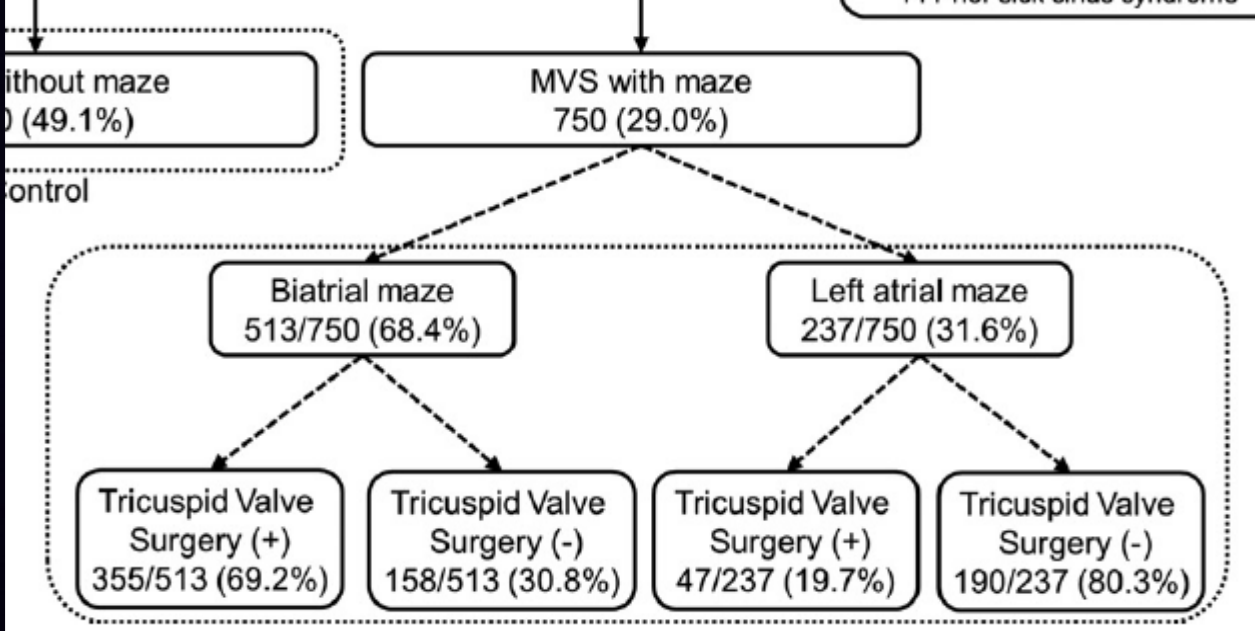 ithout maze
(49.1%)
MVS with maze
750 (29.0%)
ontrol
Biatrial maze
513/750 (68.4%)
Left atrial maze
237/750 (31.6%)
Tricuspid Valve
Surgery (+)
355/513 (69.2%)
Tricuspid Valve
Surgery (-)
158/513 (30.8%)
Tricuspid Valve
Surgery (+)
47/237 (19.7%)
Tricuspid Valve
Surgery (-)
190/237 (80.3%)